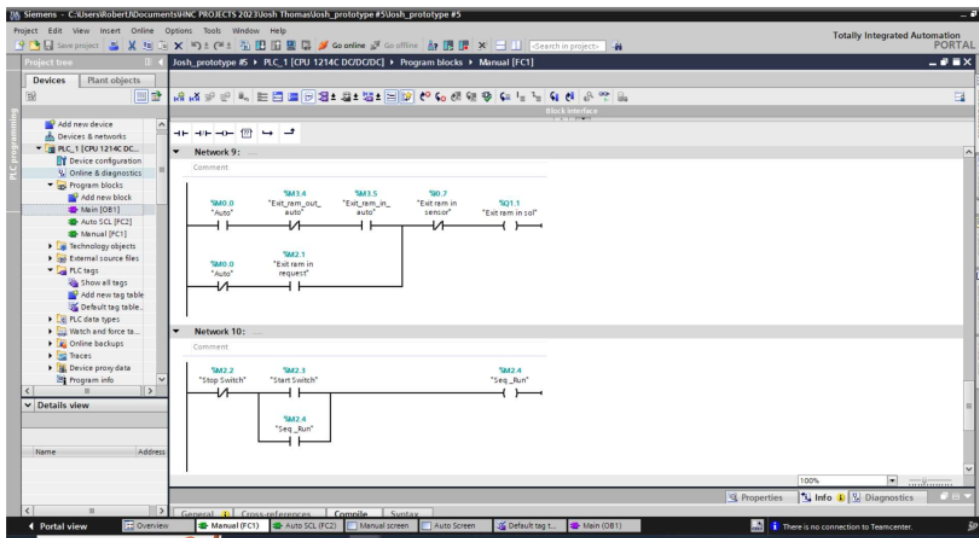 Siemens - C:\Users\Robert\Documents\HNC PROJECTS 2023\Josh Thomas\Josh_prototype #5\Josh_prototype #5
Project Edit View Insert Online Options Tools Window Help
Totally Integrated Automation
PORTAL
Save project Go online Go offline <Search in project>
Project tree
Josh_prototype #5 PLC_1 [CPU 1214C DC/DC/DC] Program blocks Manual [FC1]
Devices Plant objects
Block interface
PLC programming
Add new device
Devices & networks
PLC_1 [CPU 1214C DC...
Device configuration
Online & diagnostics
Program blocks
Add new block
Main [OB1]
Auto SCL [FC2]
Manual [FC1]
Technology objects
External source files
PLC tags
Show all tags
Add new tag table
Default tag table..
PLC data types
Watch and force ta...
Online backups
Traces
Device proxy data
Program info
Details view
Name Address
Network 9: ....
Comment
%M0.0 %M3.4 %M3.5 %I0.7 %Q1.1
"Auto" "Exit_ram_out_ auto" "Exit_ram_in_ auto" "Exit ram in sensor" "Exit ram in sol"
%M0.0 %M2.1
"Auto" "Exit ram in request"
Network 10: ....
Comment
%M2.2 %M2.3 %M2.4
"Stop Switch" "Start Switch" "Seq_Run"
%M2.4
"Seq_Run"
100%
Properties Info Diagnostics
General Cross-references Compile Syntax
Portal view Overview Manual (FC1) Auto SCL (FC2) Manual screen Auto Screen Default tag t... Main (OB1) There is no connection to Teamcenter.